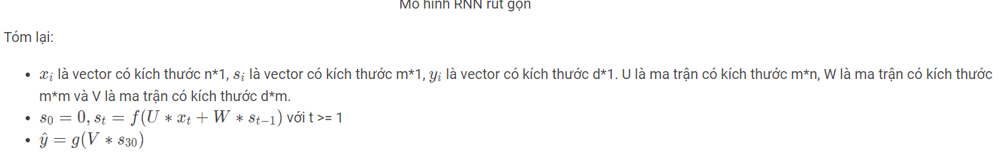 Mô hình RNN rút gọn
Tóm lại:
• $x_i$ là vector có kích thước n*1, $s_i$ là vector có kích thước m*1, $y_i$ là vector có kích thước d*1. U là ma trận có kích thước m*n, W là ma trận có kích thước
m*m và V là ma trận có kích thước d*m.
• $s_0 = 0, s_t = f(U * x_t + W * s_{t-1})$ với t >= 1
• $\hat{y} = g(V * s_{30})$